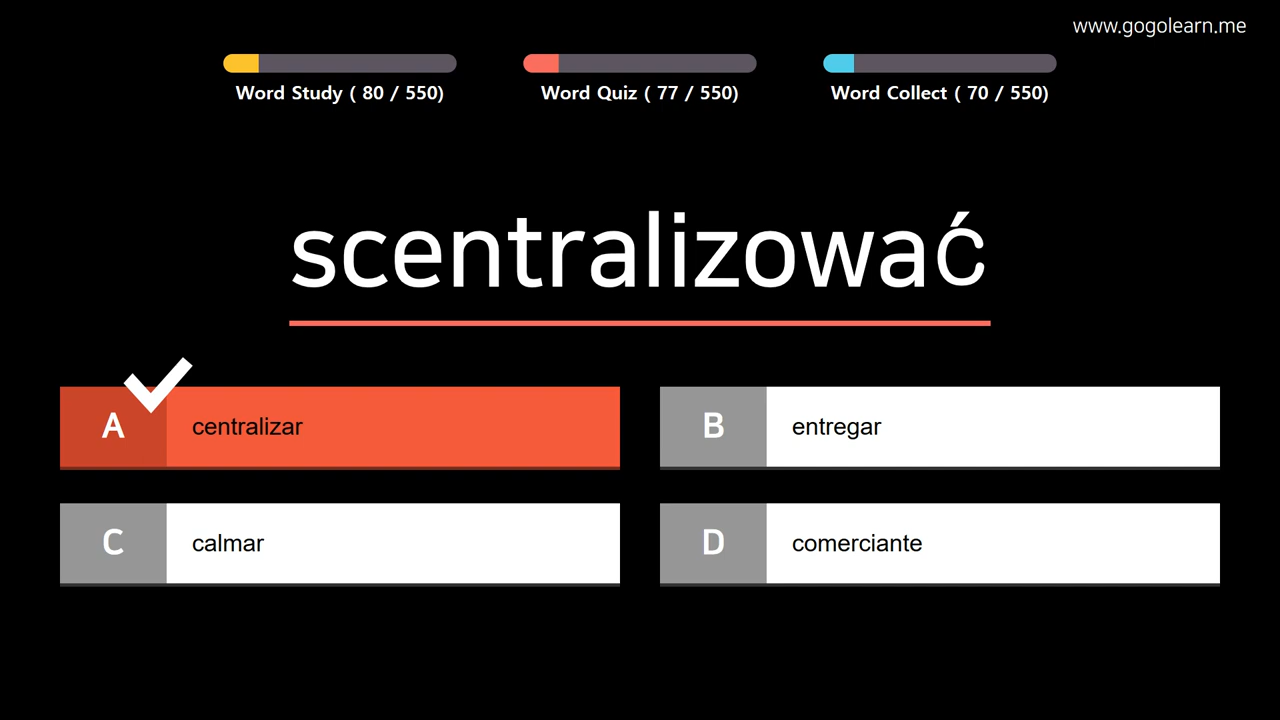 www.gogolearn.me
Word Study ( 80 / 550)
Word Quiz ( 77 / 550)
Word Collect ( 70 / 550)
scentralizować
A centralizar
B entregar
C calmar
D comerciante